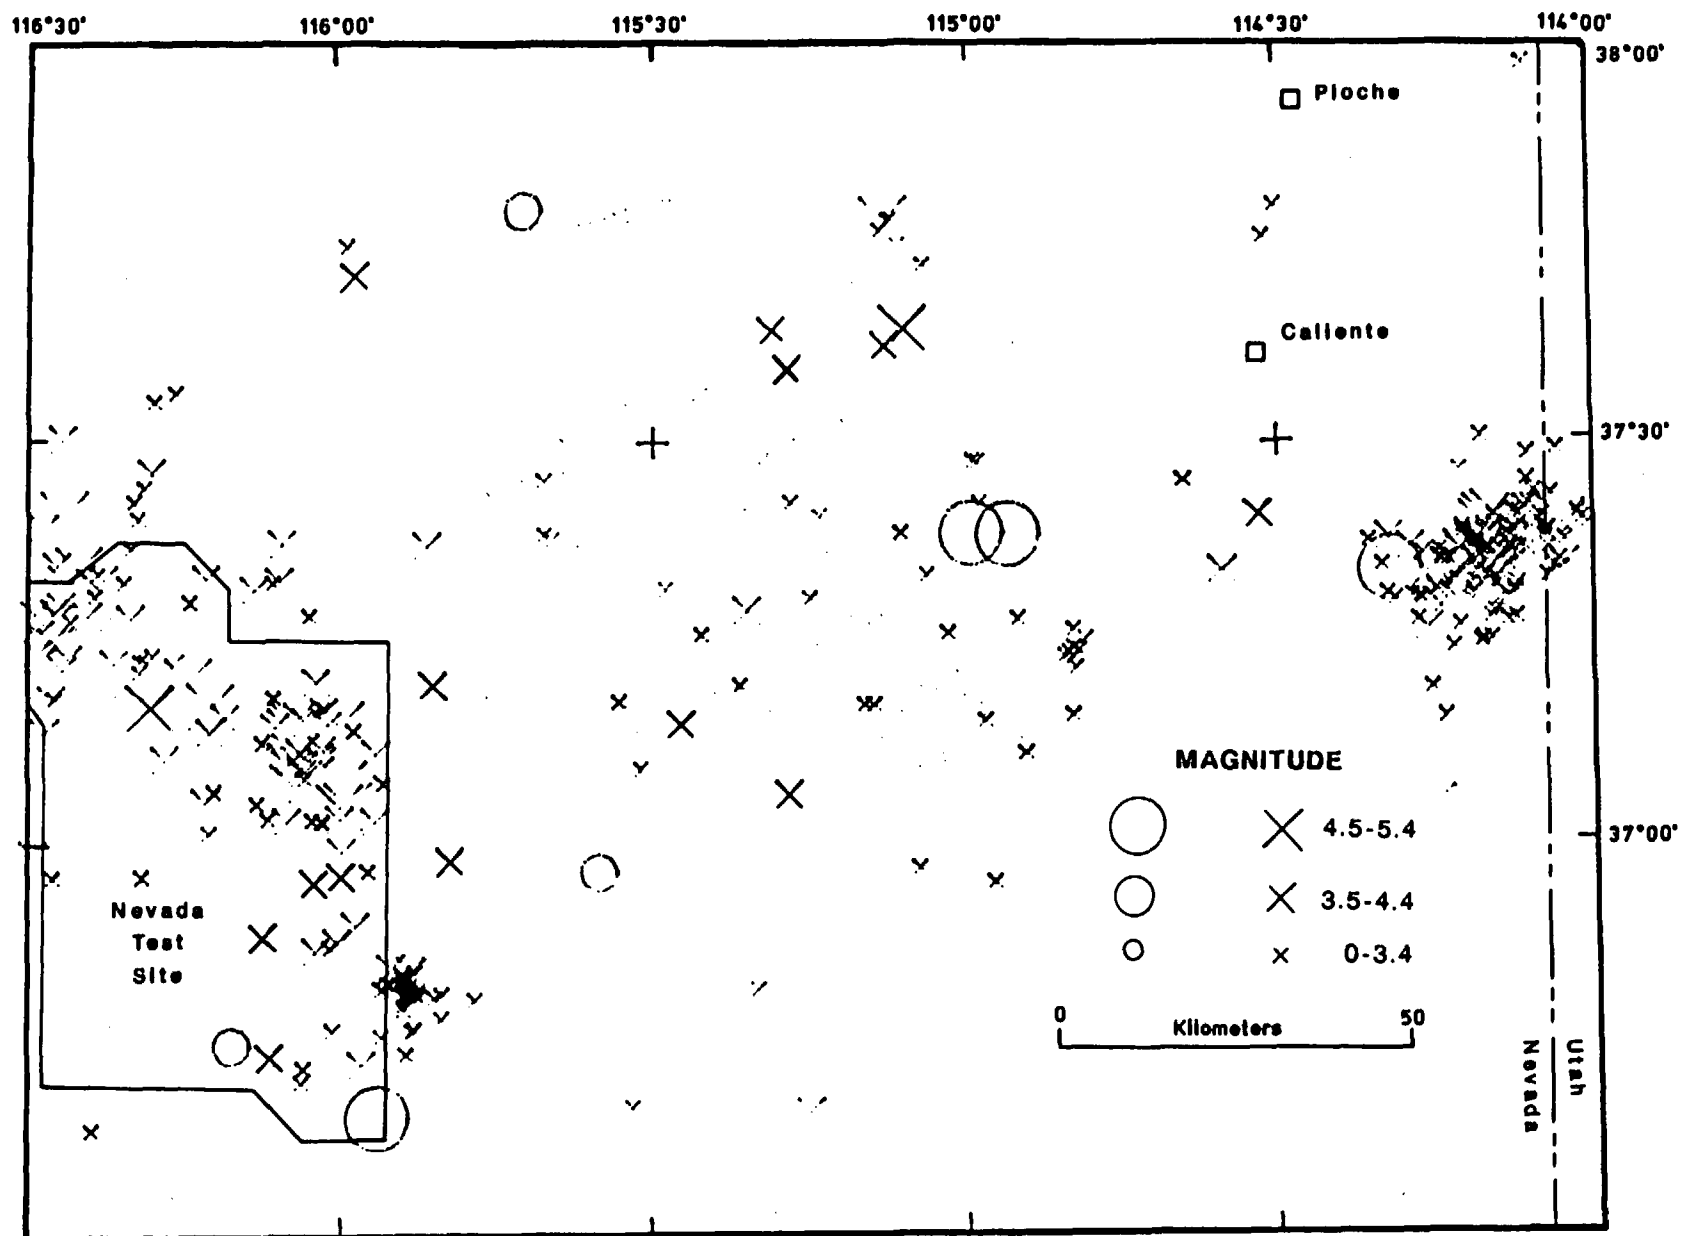 116°30' 116°00' 115°30' 115°00' 114°30' 114°00'
38°00'
Pioche
Caliente
37°30'
MAGNITUDE
4.5-5.4
37°00'
3.5-4.4
0-3.4
Nevada
Test
Site
0 50
Kilometers
Nevada
Utah